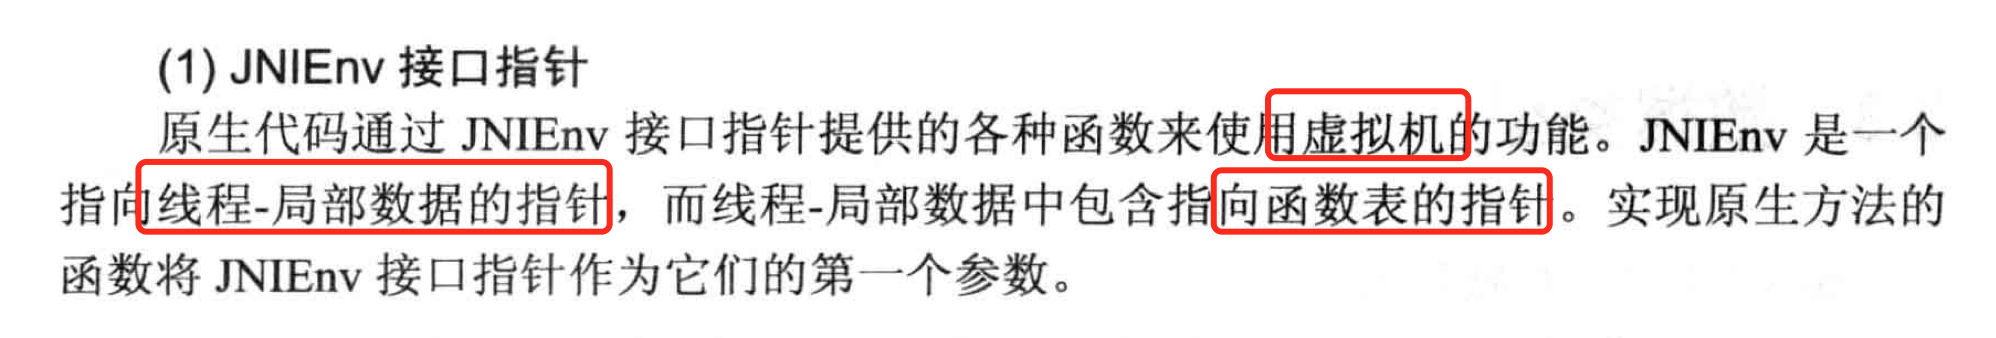 (1) JNIEnv 接口指针
原生代码通过 JNIEnv 接口指针提供的各种函数来使用虚拟机的功能。JNIEnv 是一个
指向线程-局部数据的指针，而线程-局部数据中包含指向函数表的指针。实现原生方法的
函数将 JNIEnv 接口指针作为它们的第一个参数。